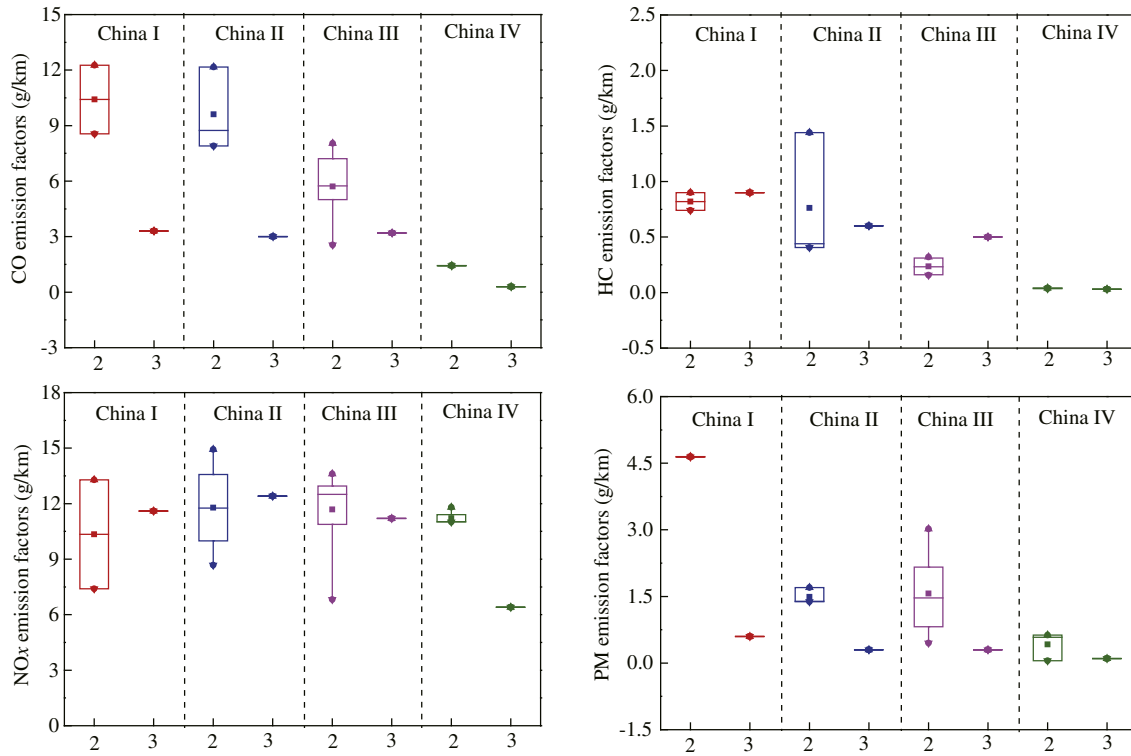 15
12
9
6
3
0
-3
CO emission factors (g/km)
China I
China II
China III
China IV
2 3 2 3 2 3 2 3
2.5
2.0
1.5
1.0
0.5
0.0
-0.5
HC emission factors (g/km)
China I
China II
China III
China IV
2 3 2 3 2 3 2 3
18
15
12
9
6
3
0
NOx emission factors (g/km)
China I
China II
China III
China IV
2 3 2 3 2 3 2 3
6.0
4.5
3.0
1.5
0.0
-1.5
PM emission factors (g/km)
China I
China II
China III
China IV
2 3 2 3 2 3 2 3